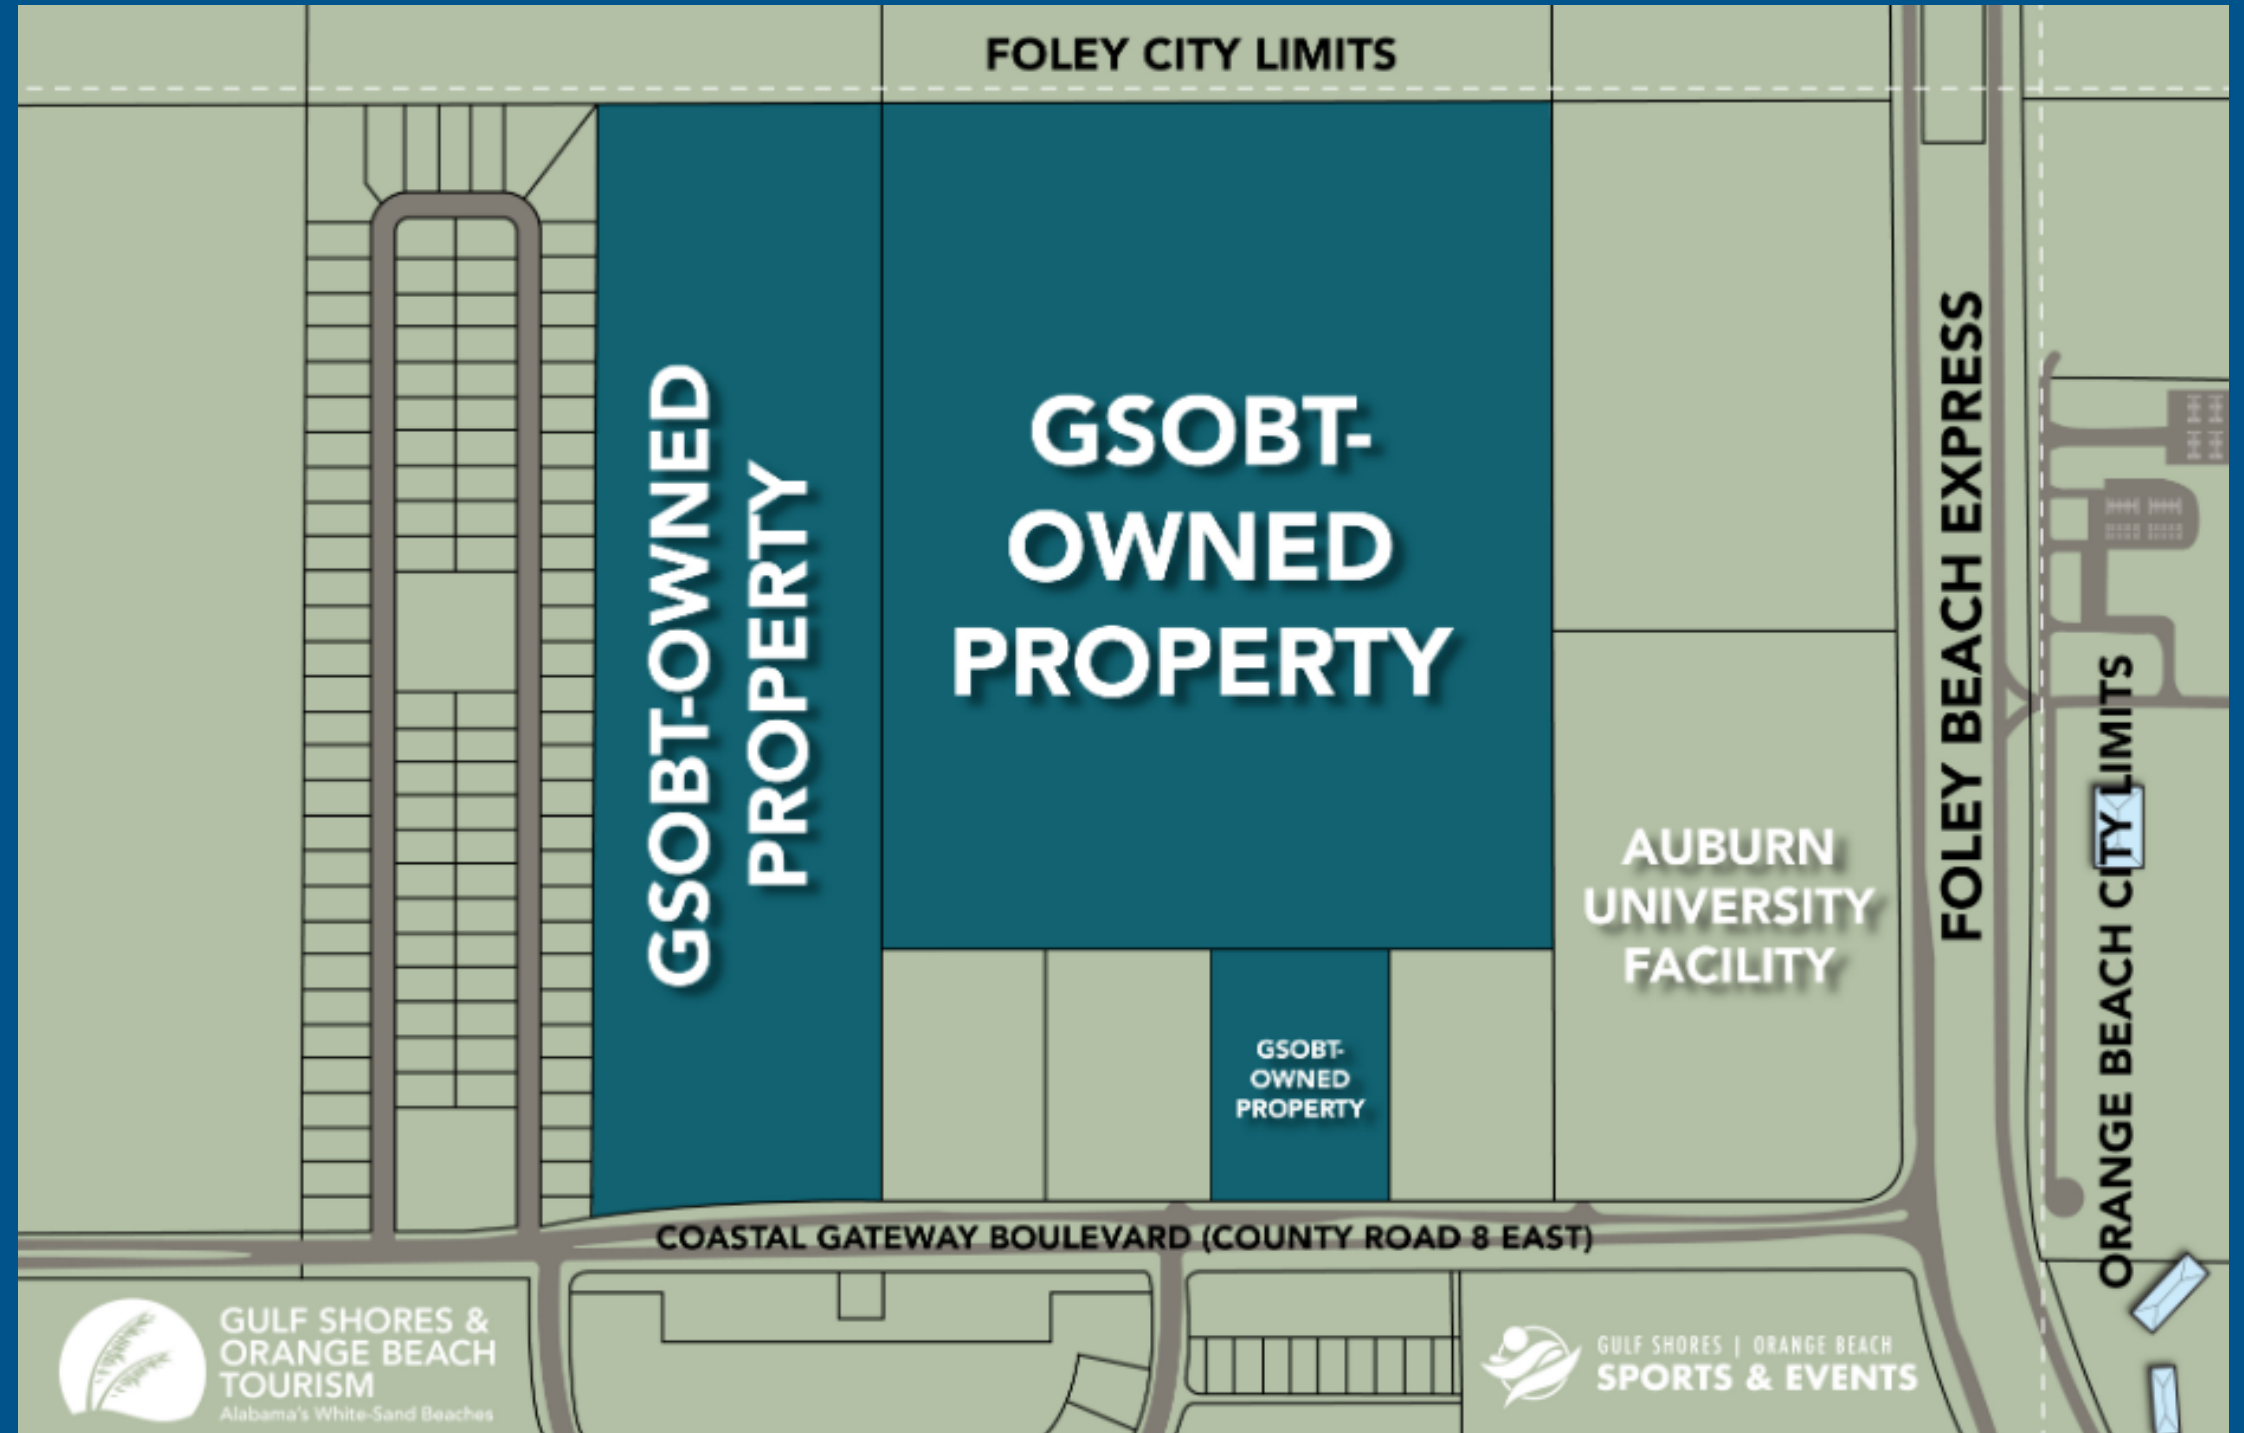 FOLEY CITY LIMITS
GSOBT-OWNED
PROPERTY
GSOBT-
OWNED
PROPERTY
FOLEY BEACH EXPRESS
ORANGE BEACH CITY LIMITS
AUBURN
UNIVERSITY
FACILITY
GSOBT-
OWNED
PROPERTY
COASTAL GATEWAY BOULEVARD (COUNTY ROAD 8 EAST)
GULF SHORES &
ORANGE BEACH
TOURISM
Alabama's White-Sand Beaches
GULF SHORES | ORANGE BEACH
SPORTS & EVENTS